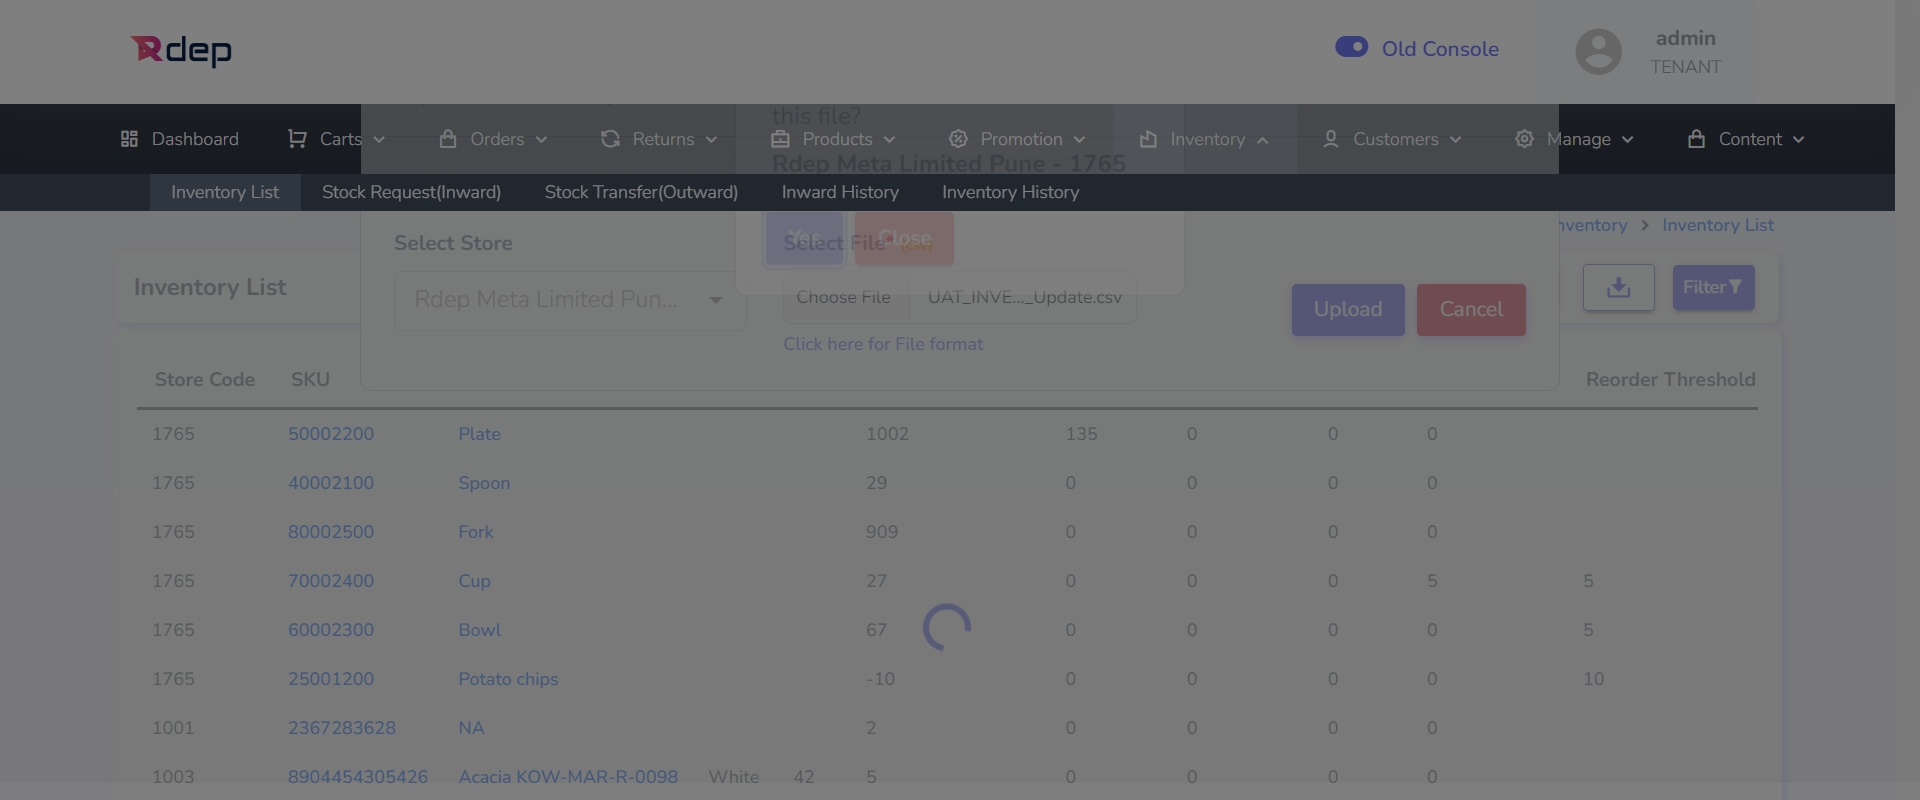 Rdep
Old Console
admin
TENANT
this file?
Dashboard Carts Orders Returns Products Promotion Inventory Customers Manage Content
Rdep Meta Limited Pune - 1765
Inventory List Stock Request(Inward) Stock Transfer(Outward) Inward History Inventory History
nventory > Inventory List
Select Store
Select File
Yes Close
Inventory List
Rdep Meta Limited Pun...
Choose File UAT_INVE..._Update.csv
Upload Cancel
Filter
Click here for File format
Store Code SKU Reorder Threshold
1765 50002200 Plate 1002 135 0 0 0
1765 40002100 Spoon 29 0 0 0 0
1765 80002500 Fork 909 0 0 0 0
1765 70002400 Cup 27 0 0 0 5 5
1765 60002300 Bowl 67 0 0 0 0 5
1765 25001200 Potato chips -10 0 0 0 0 10
1001 2367283628 NA 2 0 0 0 0
1003 8904454305426 Acacia KOW-MAR-R-0098 White 42 5 0 0 0 0